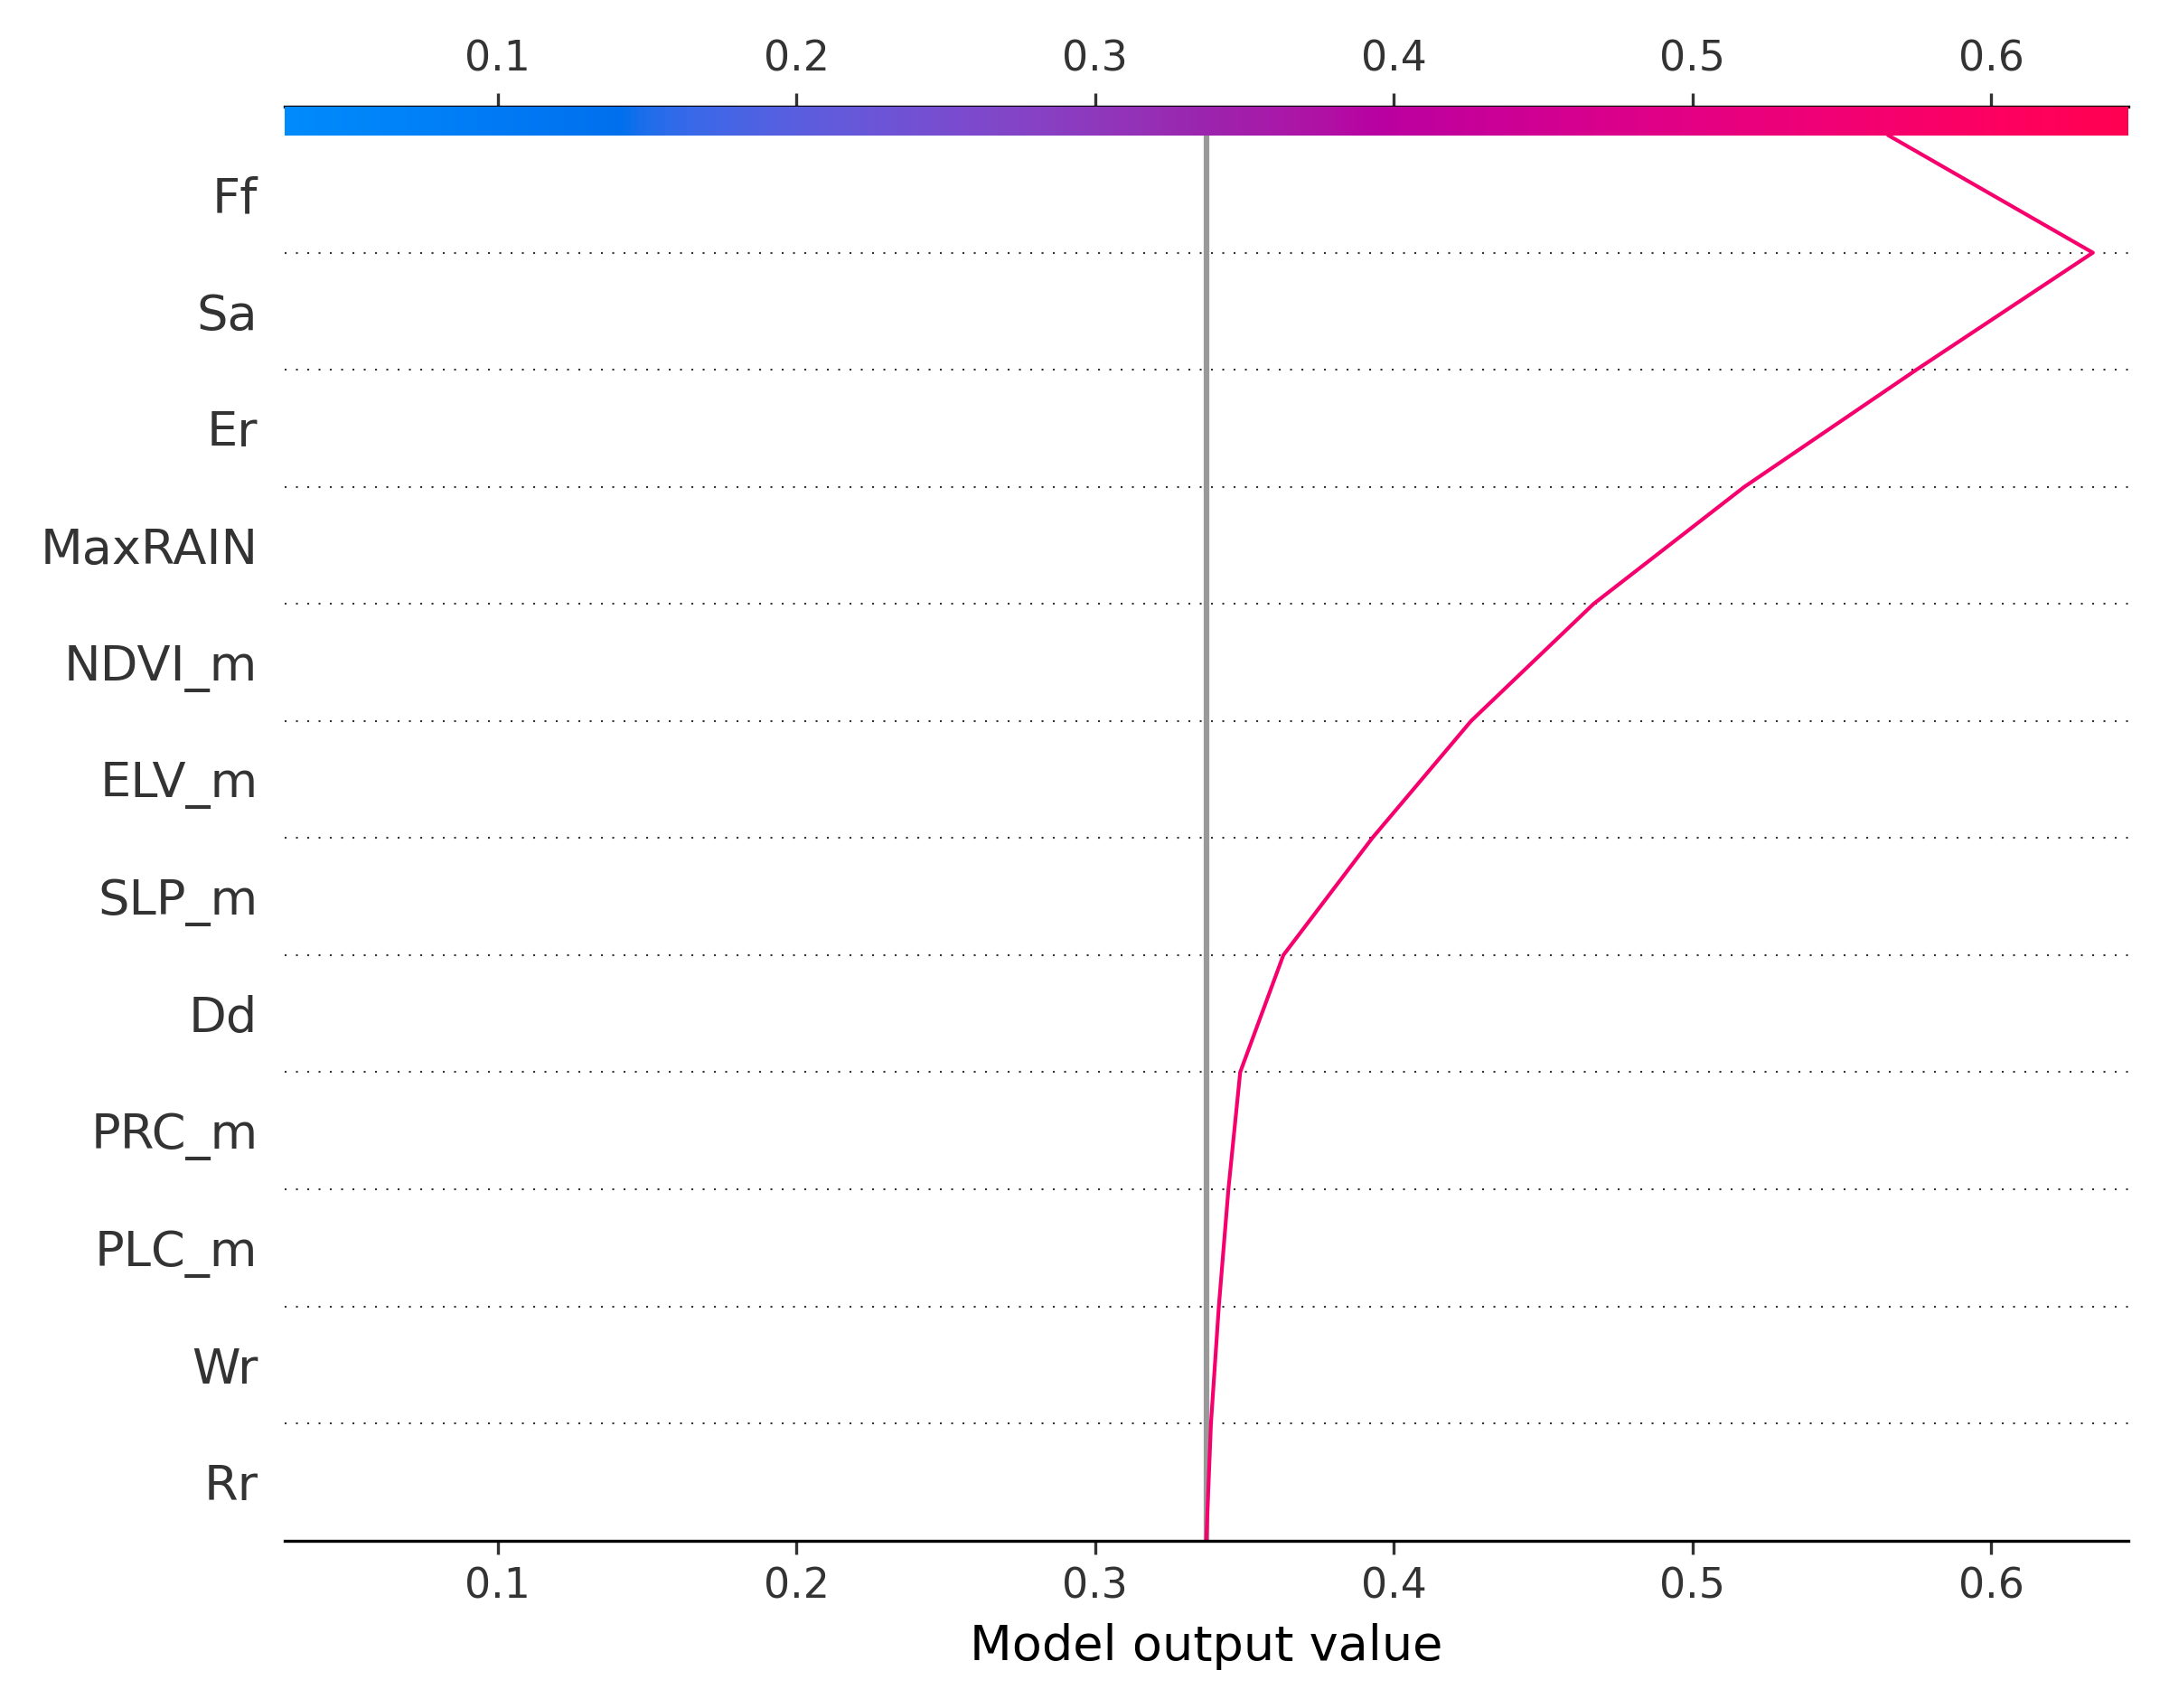 0.1 0.2 0.3 0.4 0.5 0.6
Ff
Sa
Er
MaxRAIN
NDVI_m
ELV_m
SLP_m
Dd
PRC_m
PLC_m
Wr
Rr
0.1 0.2 0.3 0.4 0.5 0.6
Model output value